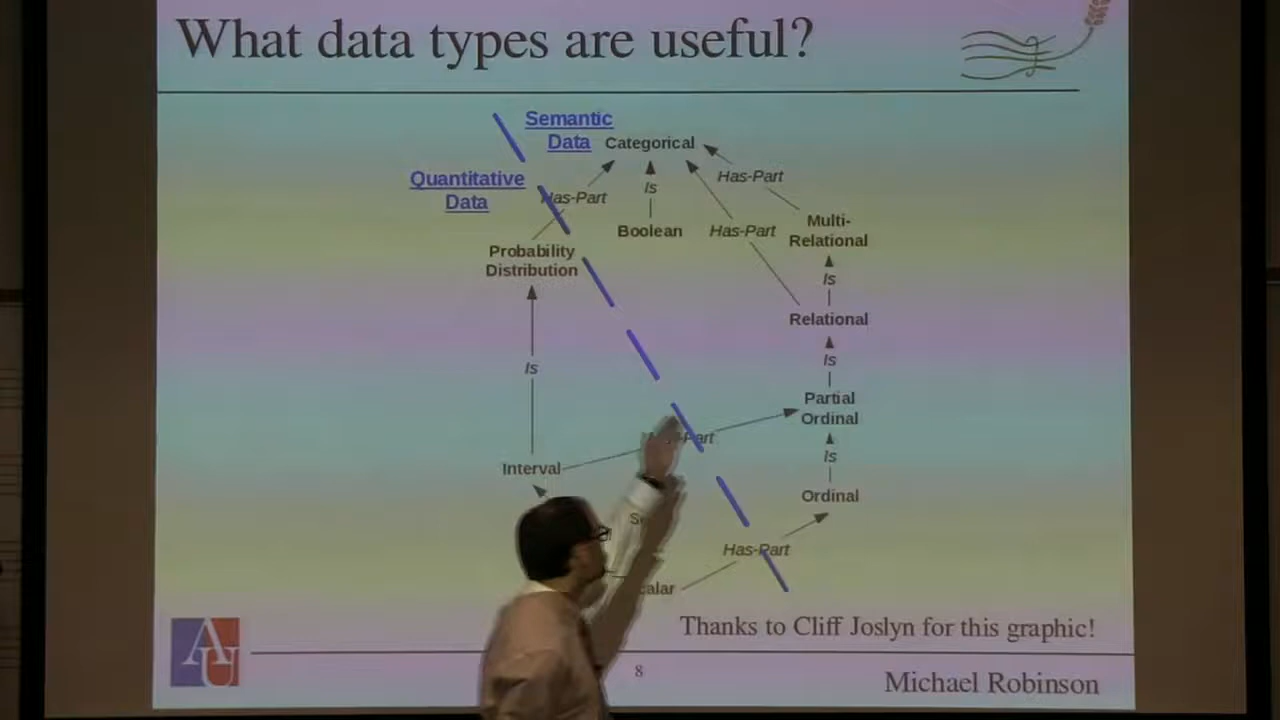 What data types are useful?
Semantic
Data
Categorical
Quantitative
Data
Has-Part
Is
Has-Part
Boolean
Has-Part
Multi-
Relational
Probability
Distribution
Is
Relational
Is
Is
Partial
Ordinal
Is
Interval
Ordinal
Has-Part
Thanks to Cliff Joslyn for this graphic!
AU
8
Michael Robinson